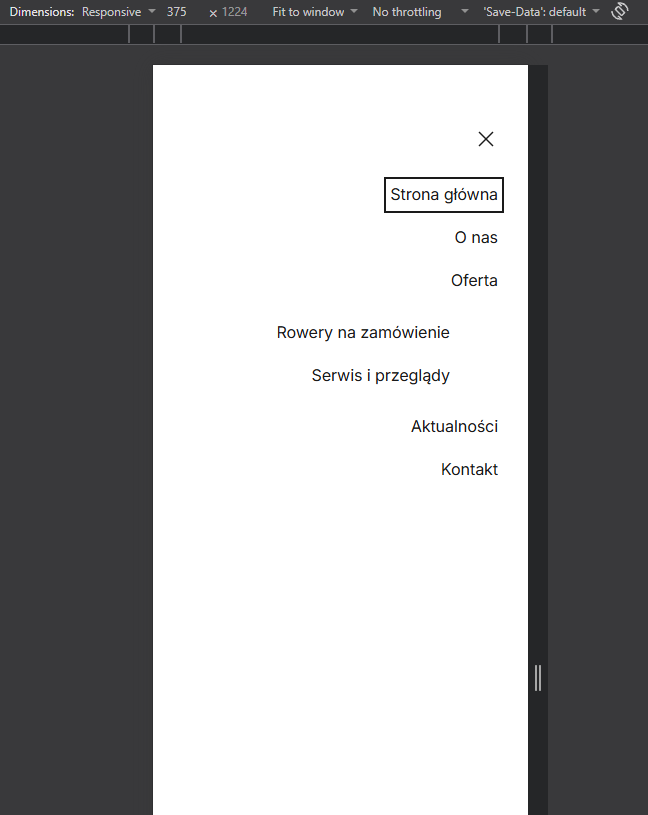 Dimensions: Responsive 375 × 1224 Fit to window No throttling 'Save-Data': default
Strona główna
O nas
Oferta
Rowery na zamówienie
Serwis i przeglądy
Aktualności
Kontakt